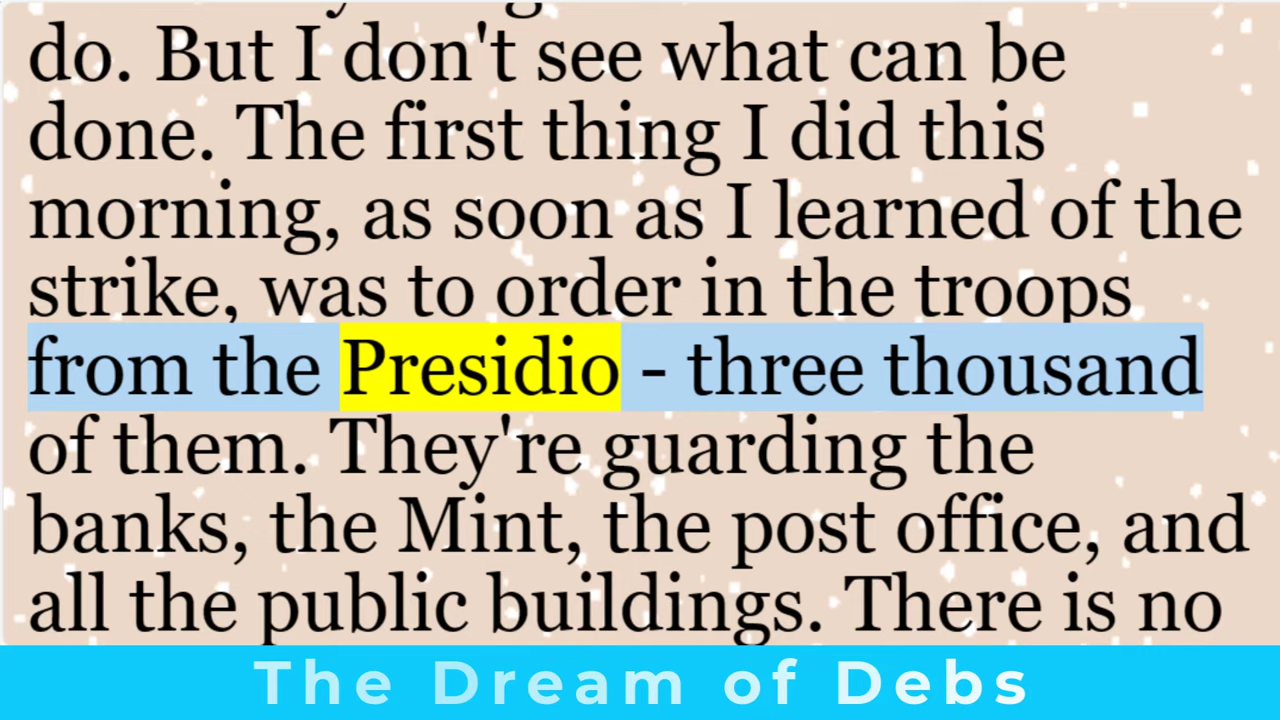 do. But I don't see what can be
done. The first thing I did this
morning, as soon as I learned of the
strike, was to order in the troops
from the Presidio - three thousand
of them. They're guarding the
banks, the Mint, the post office, and
all the public buildings. There is no
The Dream of Debs